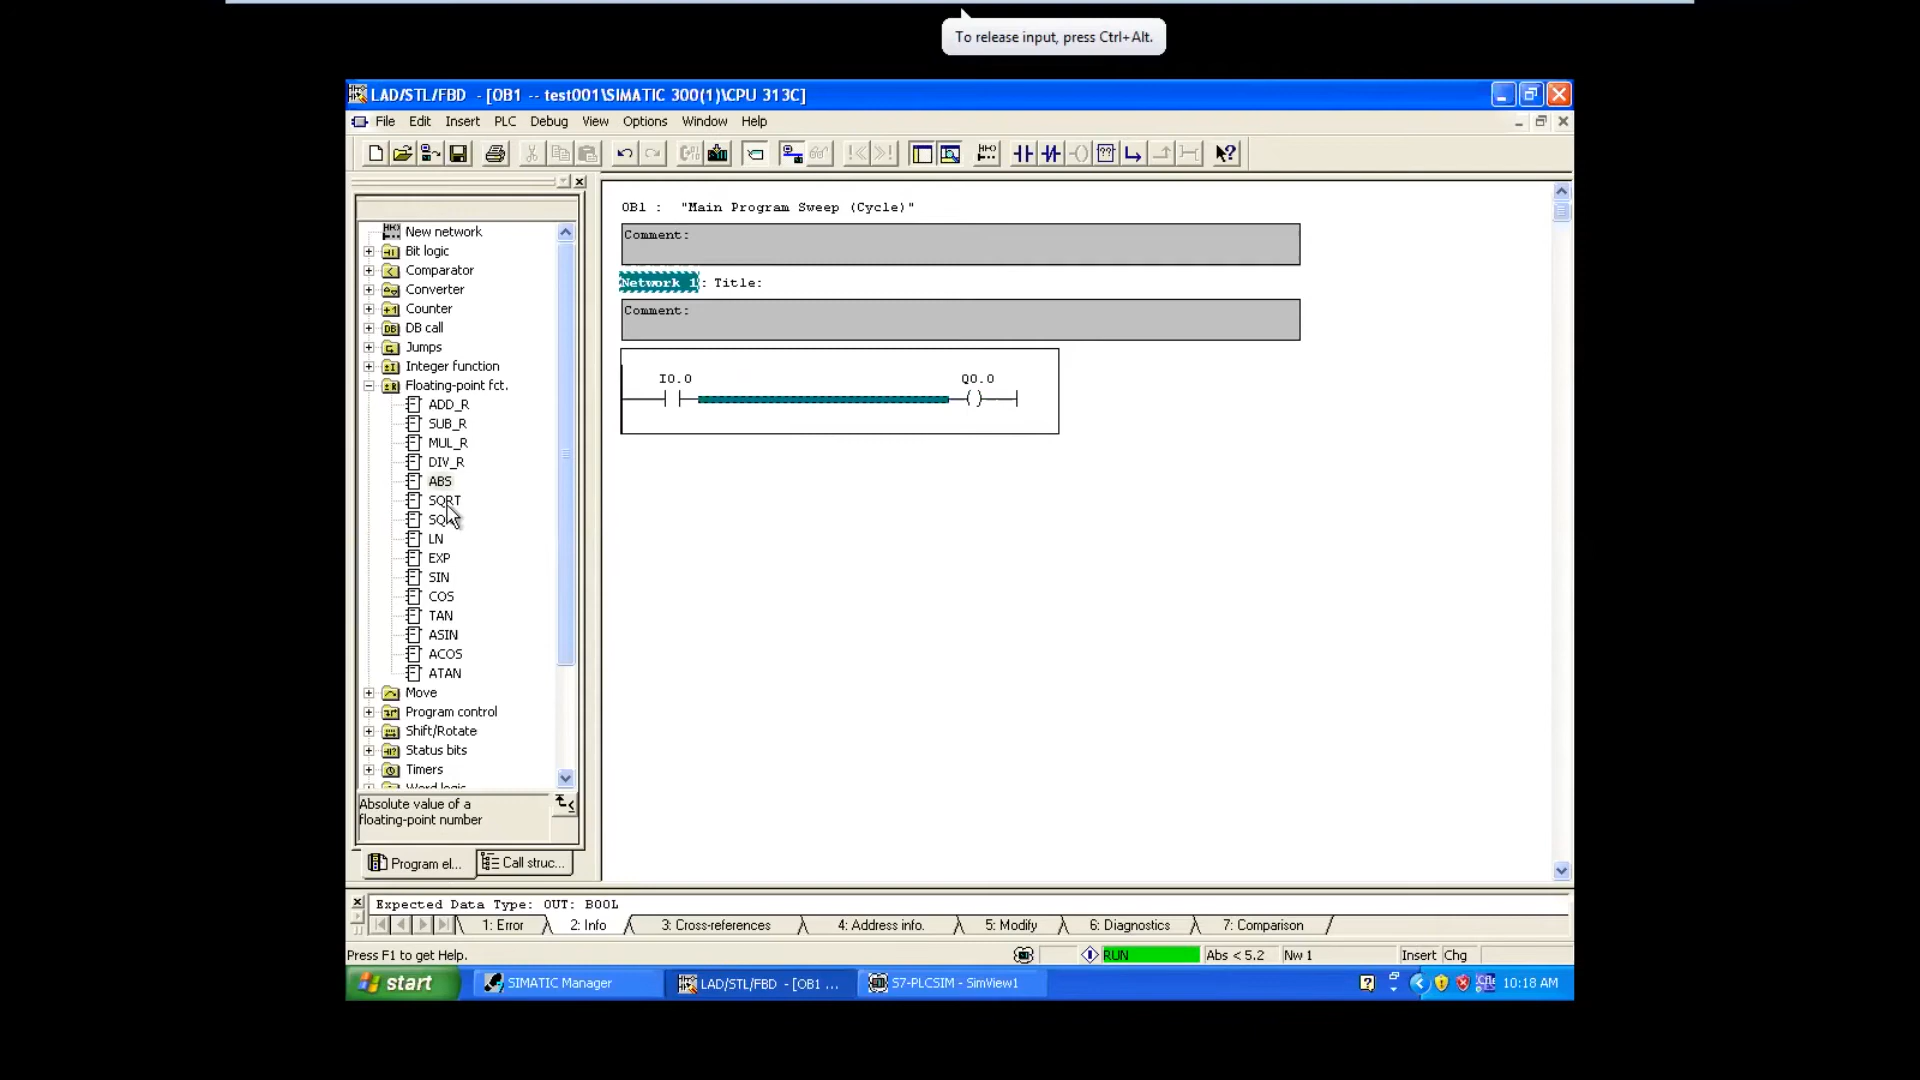 To release input, press Ctrl+Alt.
LAD/STL/FBD - [OB1 -- test001\SIMATIC 300(1)\CPU 313C]
File Edit Insert PLC Debug View Options Window Help
New network
Bit logic
Comparator
Converter
Counter
DB call
Jumps
Integer function
Floating-point fct.
ADD_R
SUB_R
MUL_R
DIV_R
ABS
SQRT
LN
EXP
SIN
COS
TAN
ASIN
ACOS
ATAN
Move
Program control
Shift/Rotate
Status bits
Timers
Word logic
Absolute value of a
floating-point number
Program el... Call struc...
OB1 : "Main Program Sweep (Cycle)"
Comment:
Network 1: Title:
Comment:
I0.0 Q0.0
Expected Data Type: OUT: BOOL
1: Error 2: Info 3: Cross-references 4: Address info. 5: Modify 6: Diagnostics 7: Comparison
Press F1 to get Help. RUN Abs < 5.2 Nw 1 Insert Chg
start SIMATIC Manager LAD/STL/FBD - [OB1 ... S7-PLCSIM - SimView1 10:18 AM